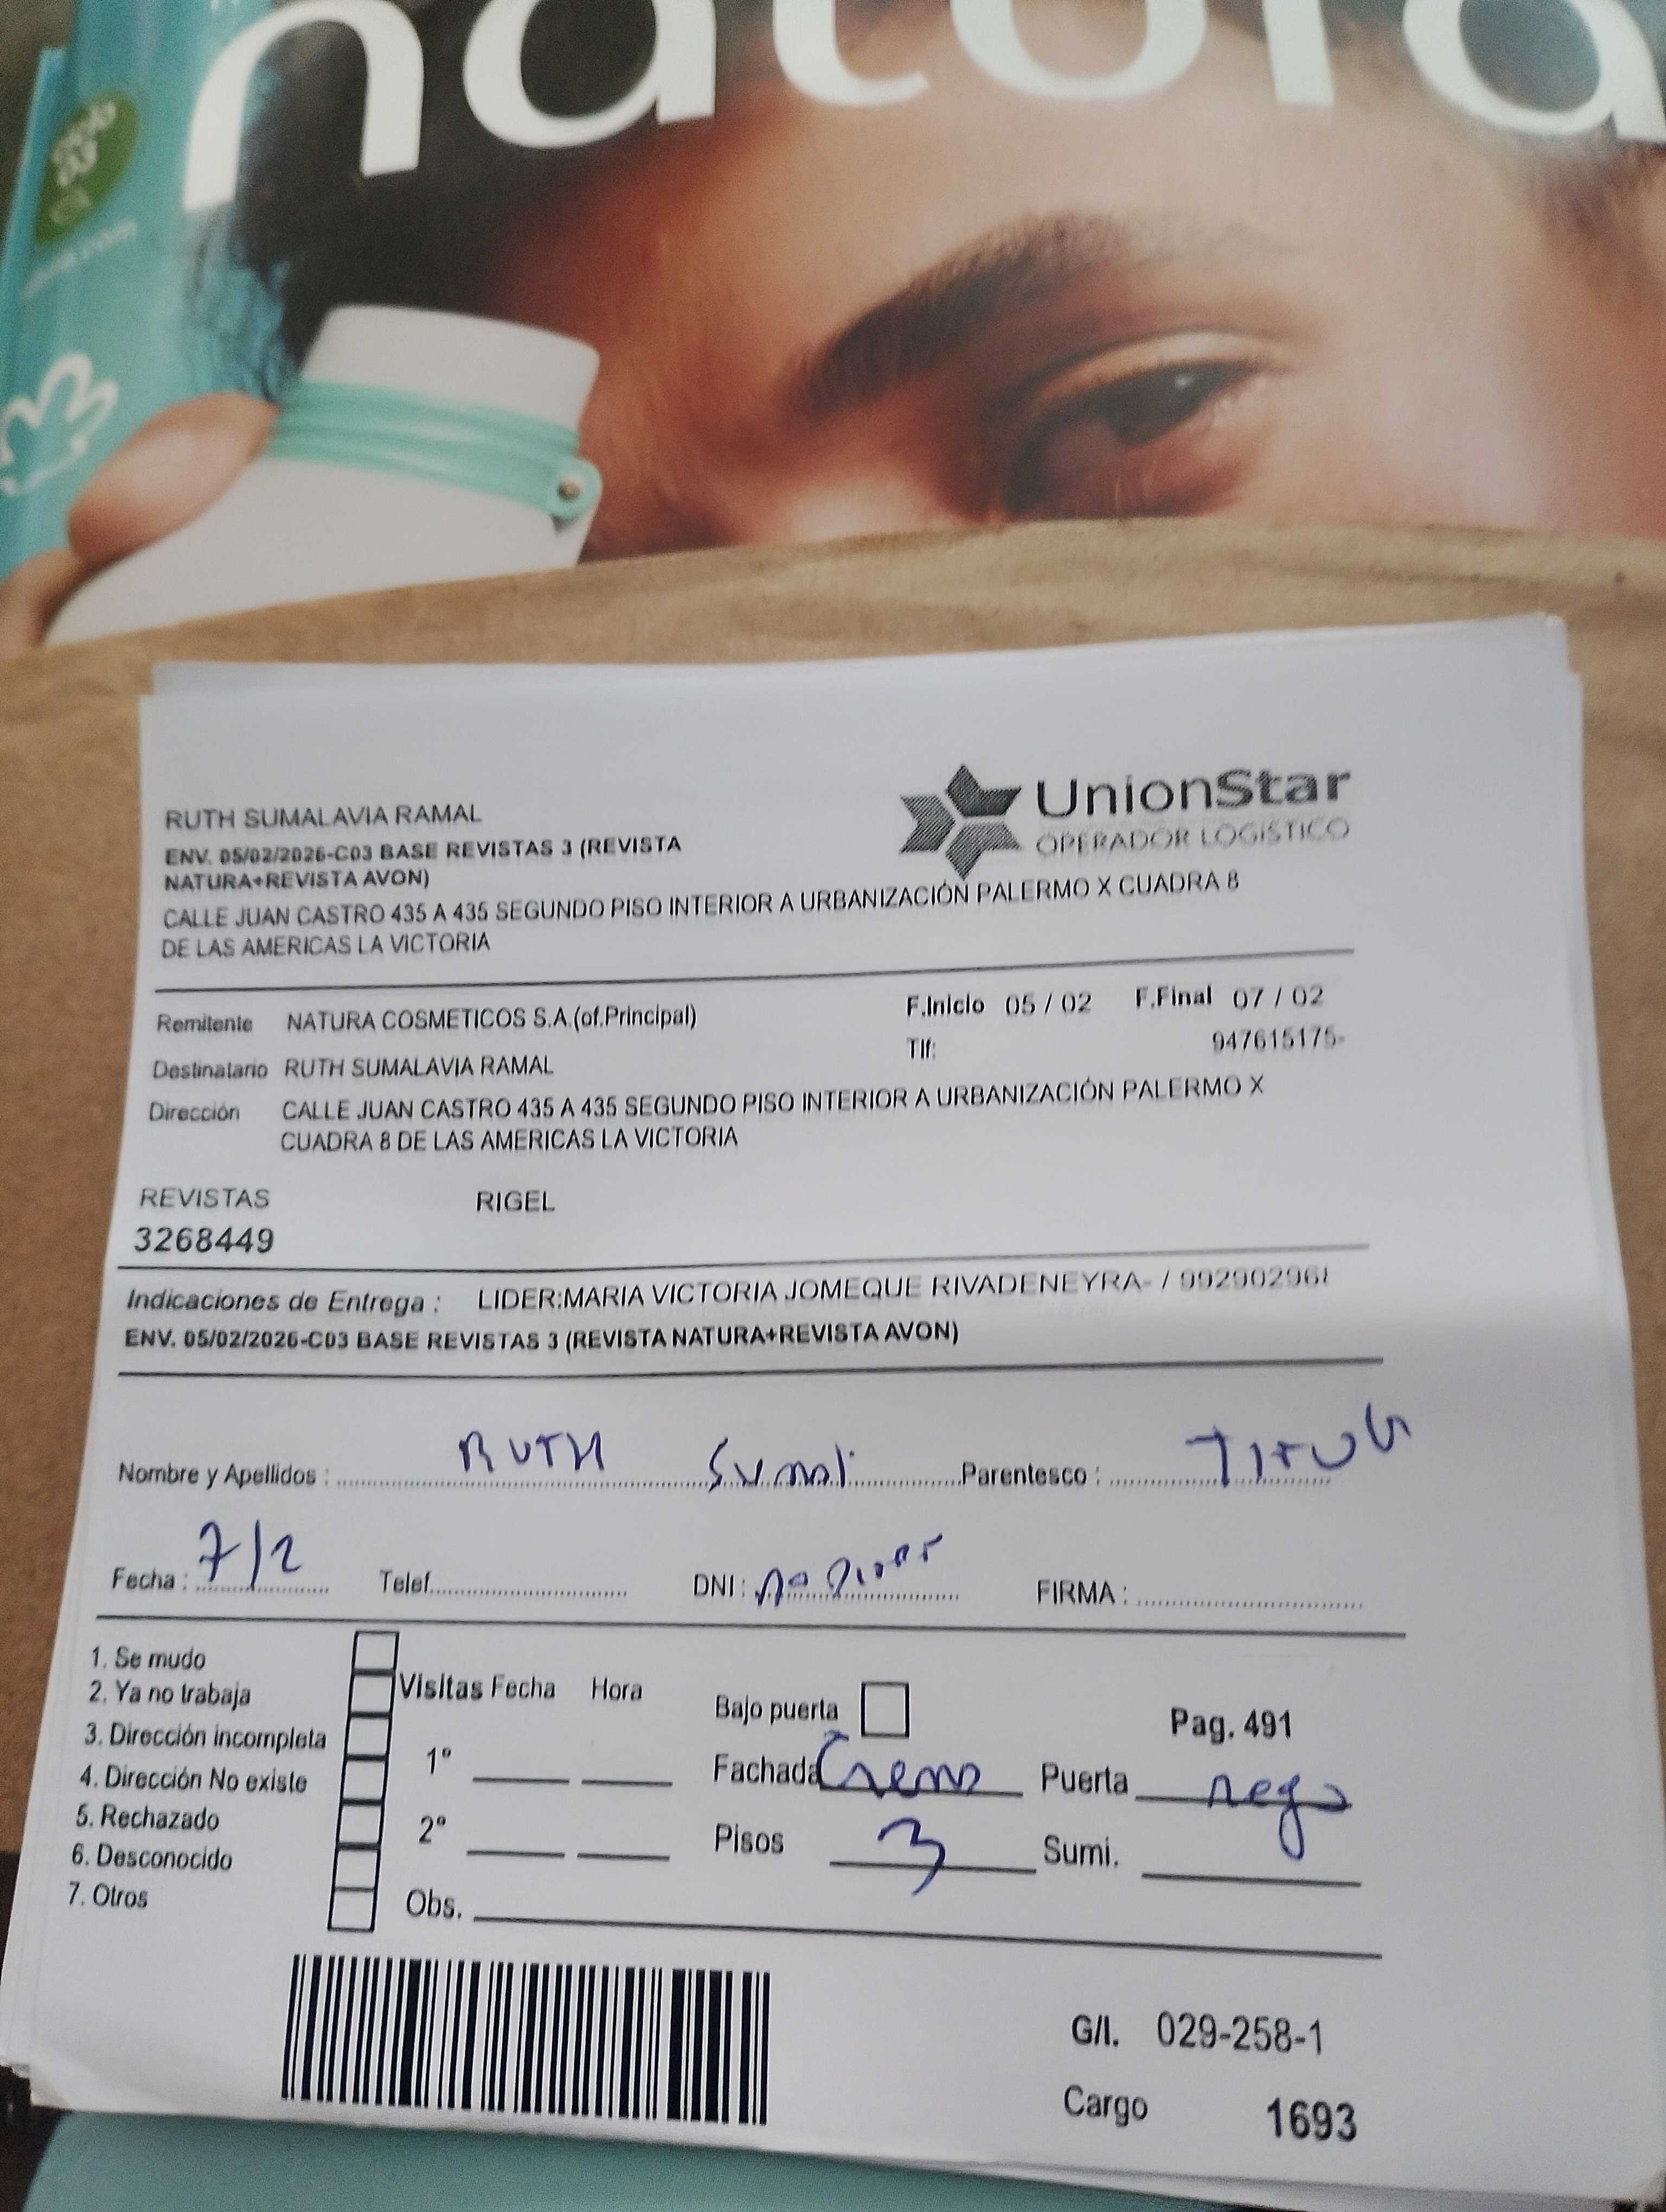 natura
RUTH SUMALAVIA RAMAL
ENV. 05/02/2026-C03 BASE REVISTAS 3 (REVISTA
NATURA+REVISTA AVON)
CALLE JUAN CASTRO 435 A 435 SEGUNDO PISO INTERIOR A URBANIZACIÓN PALERMO X CUADRA 8
DE LAS AMERICAS LA VICTORIA
UnionStar
OPERADOR LOGÍSTICO
Remitente NATURA COSMETICOS S.A.(of.Principal) F.Inicio 05 / 02 F.Final 07 / 02
Tlf: 947615175-
Destinatario RUTH SUMALAVIA RAMAL
Dirección CALLE JUAN CASTRO 435 A 435 SEGUNDO PISO INTERIOR A URBANIZACIÓN PALERMO X
CUADRA 8 DE LAS AMERICAS LA VICTORIA
REVISTAS RIGEL
3268449
Indicaciones de Entrega : LIDER:MARIA VICTORIA JOMEQUE RIVADENEYRA- /
ENV. 05/02/2026-C03 BASE REVISTAS 3 (REVISTA NATURA+REVISTA AVON)
Nombre y Apellidos : RUTH Parentesco :
Fecha : 7/2 Telef. DNI : FIRMA :
1. Se mudo
2. Ya no trabaja
3. Dirección incompleta
4. Dirección No existe
5. Rechazado
6. Desconocido
7. Otros
Visitas Fecha Hora
1°
2°
Obs.
Bajo puerta Pag. 491
Fachada Crema Puerta
Pisos 3 Sumi.
G/I. 029-258-1
Cargo 1693